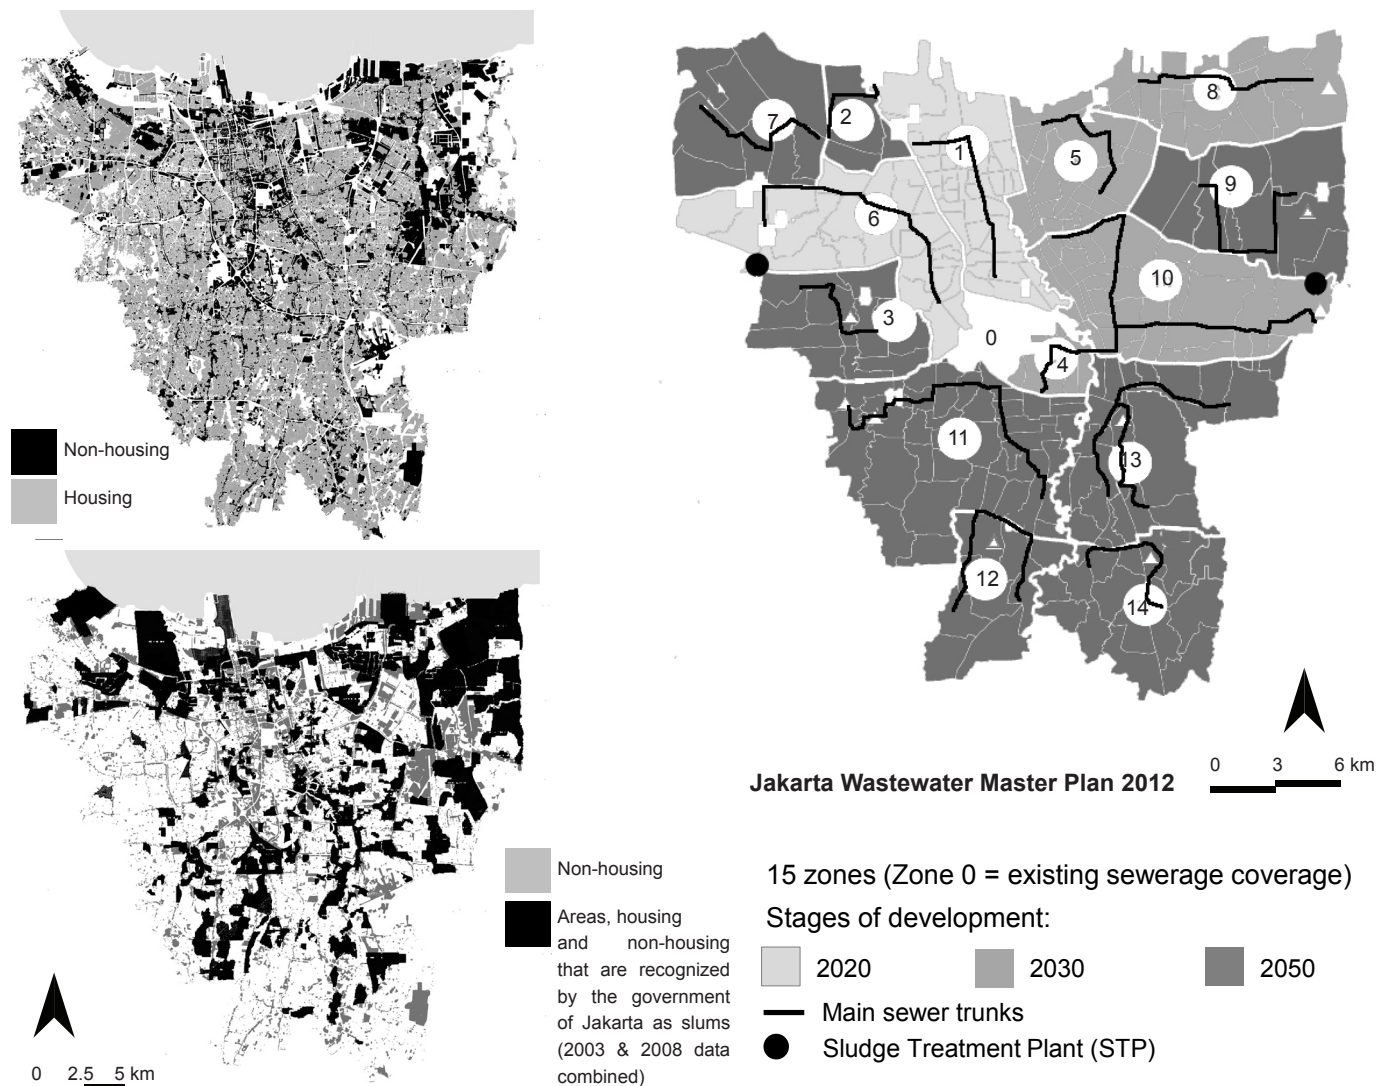 Non-housing
Housing
7
2
1
8
5
9
6
10
3
0
4
11
13
12
14
Jakarta Wastewater Master Plan 2012
0 3 6 km
Non-housing
Areas, housing
and non-housing
that are recognized
by the government
of Jakarta as slums
(2003 & 2008 data
combined)
0 2.5 5 km
15 zones (Zone 0 = existing sewerage coverage)
Stages of development:
2020 2030 2050
Main sewer trunks
Sludge Treatment Plant (STP)